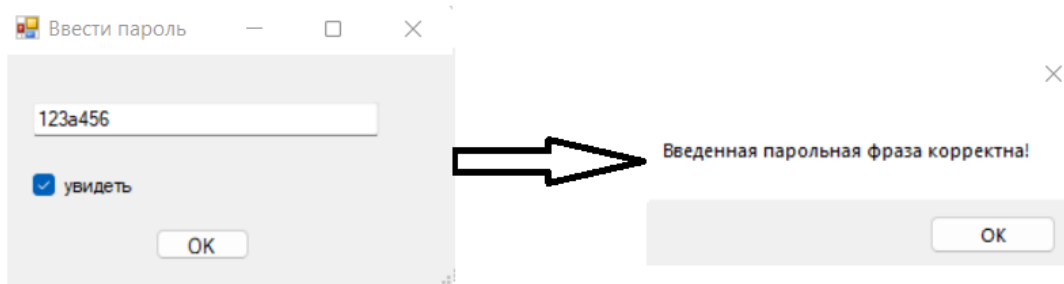 Ввести пароль
123a456
увидеть
OK
Введенная парольная фраза корректна!
OK